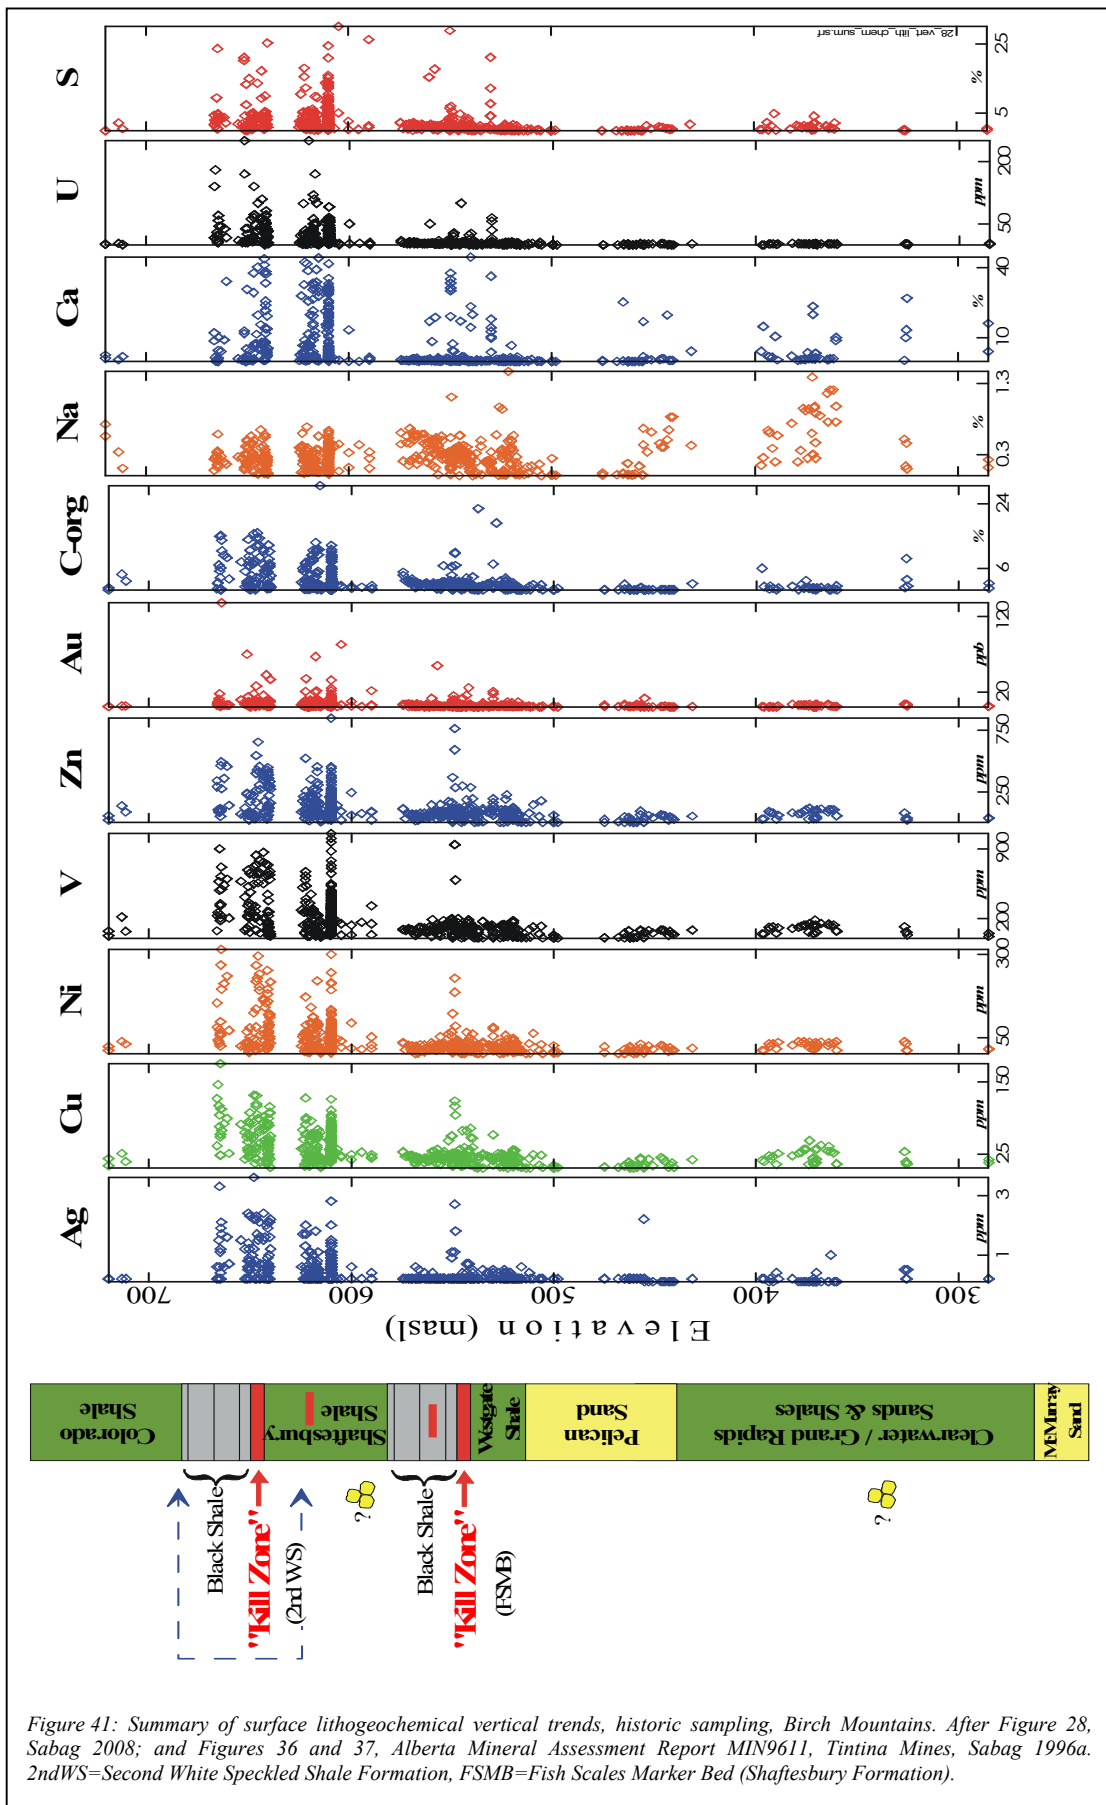 S
U
Ca
Na
C-org
Au
Zn
V
Ni
Cu
Ag
28_vert_lith_chem_sum.srf
25
5
%
200
50
ppm
40
10
%
1.3
0.3
%
24
6
%
120
20
ppb
750
250
ppm
900
200
ppm
300
50
ppm
150
25
ppm
3
1
ppm
700
600
500
400
300
Elevation (masl)
Colorado
Shale
Shaftesbury
Shale
Westgate
Shale
Pelican
Sand
Clearwater / Grand Rapids
Sands & Shales
McMurray
Sand
Black Shale
"Kill Zone"
(2nd WS)
?
Black Shale
"Kill Zone"
(FSMB)
?
Figure 41: Summary of surface lithogeochemical vertical trends, historic sampling, Birch Mountains. After Figure 28,
Sabag 2008; and Figures 36 and 37, Alberta Mineral Assessment Report MIN9611, Tintina Mines, Sabag 1996a.
2ndWS=Second White Speckled Shale Formation, FSMB=Fish Scales Marker Bed (Shaftesbury Formation).